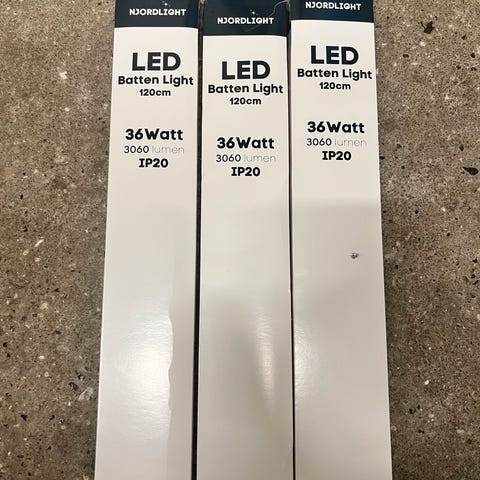 NJORDLIGHT
LED
Batten Light
120cm
36Watt
3060 lumen
IP20
NJORDLIGHT
LED
Batten Light
120cm
36Watt
3060 lumen
IP20
NJORDLIGHT
LED
Batten Light
120cm
36Watt
3060 lumen
IP20